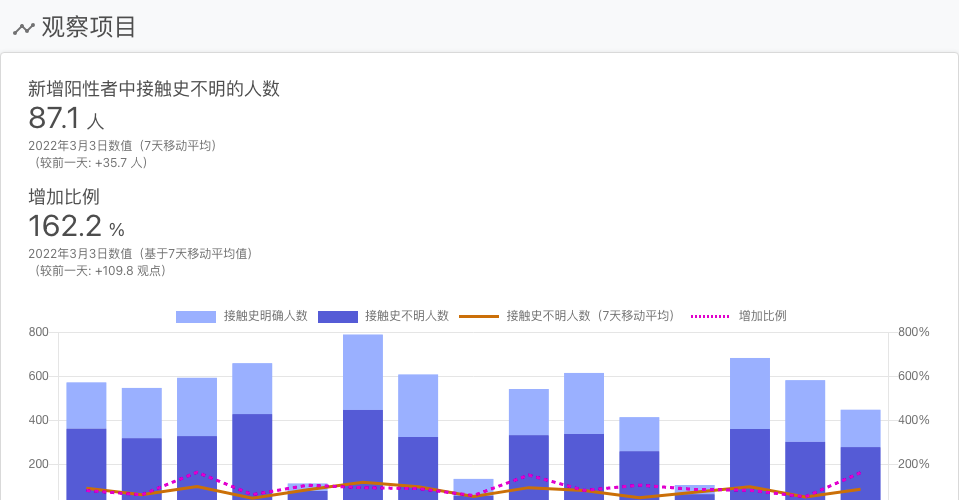 观察项目
新增阳性者中接触史不明的人数
87.1 人
2022年3月3日数值（7天移动平均）
（较前一天: +35.7 人）
增加比例
162.2 %
2022年3月3日数值（基于7天移动平均值）
（较前一天: +109.8 观点）
接触史明确人数 接触史不明人数 接触史不明人数（7天移动平均） 增加比例
800 800%
600 600%
400 400%
200 200%